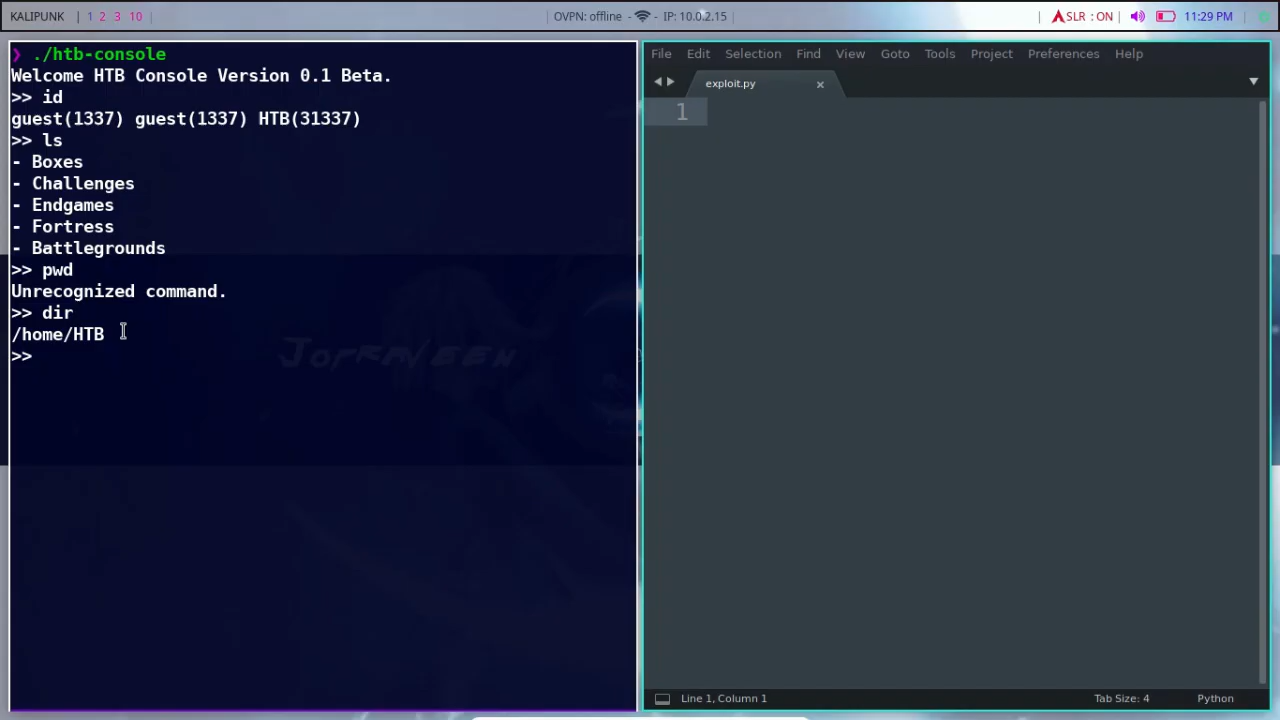 KALIPUNK | 1 2 3 10
OVPN: offline - - IP: 10.0.2.15
SLR : ON 11:29 PM
❯ ./htb-console
Welcome HTB Console Version 0.1 Beta.
>> id
guest(1337) guest(1337) HTB(31337)
>> ls
- Boxes
- Challenges
- Endgames
- Fortress
- Battlegrounds
>> pwd
Unrecognized command.
>> dir
/home/HTB
>>
File Edit Selection Find View Goto Tools Project Preferences Help
exploit.py
1
Line 1, Column 1
Tab Size: 4
Python